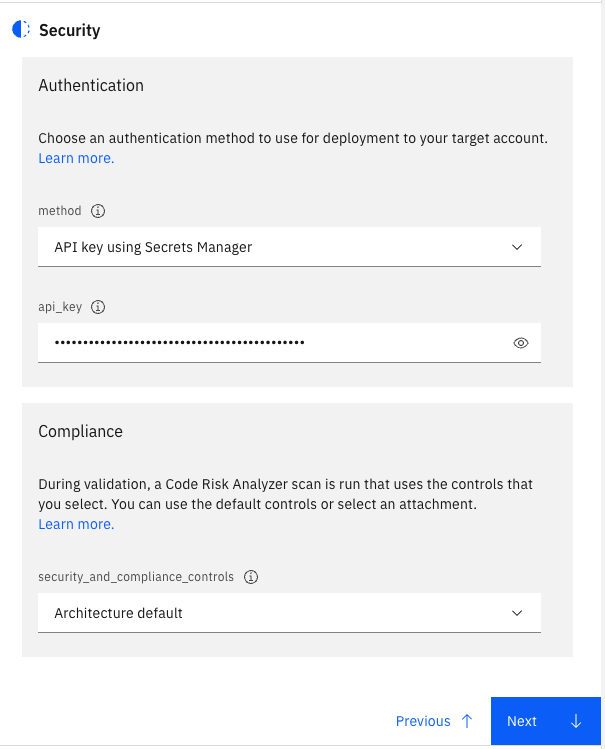 Security
Authentication
Choose an authentication method to use for deployment to your target account.
Learn more.
method
API key using Secrets Manager
api_key
••••••••••••••••••••••••••••••••••••••••••••
Compliance
During validation, a Code Risk Analyzer scan is run that uses the controls that
you select. You can use the default controls or select an attachment.
Learn more.
security_and_compliance_controls
Architecture default
Previous ↑
Next ↓